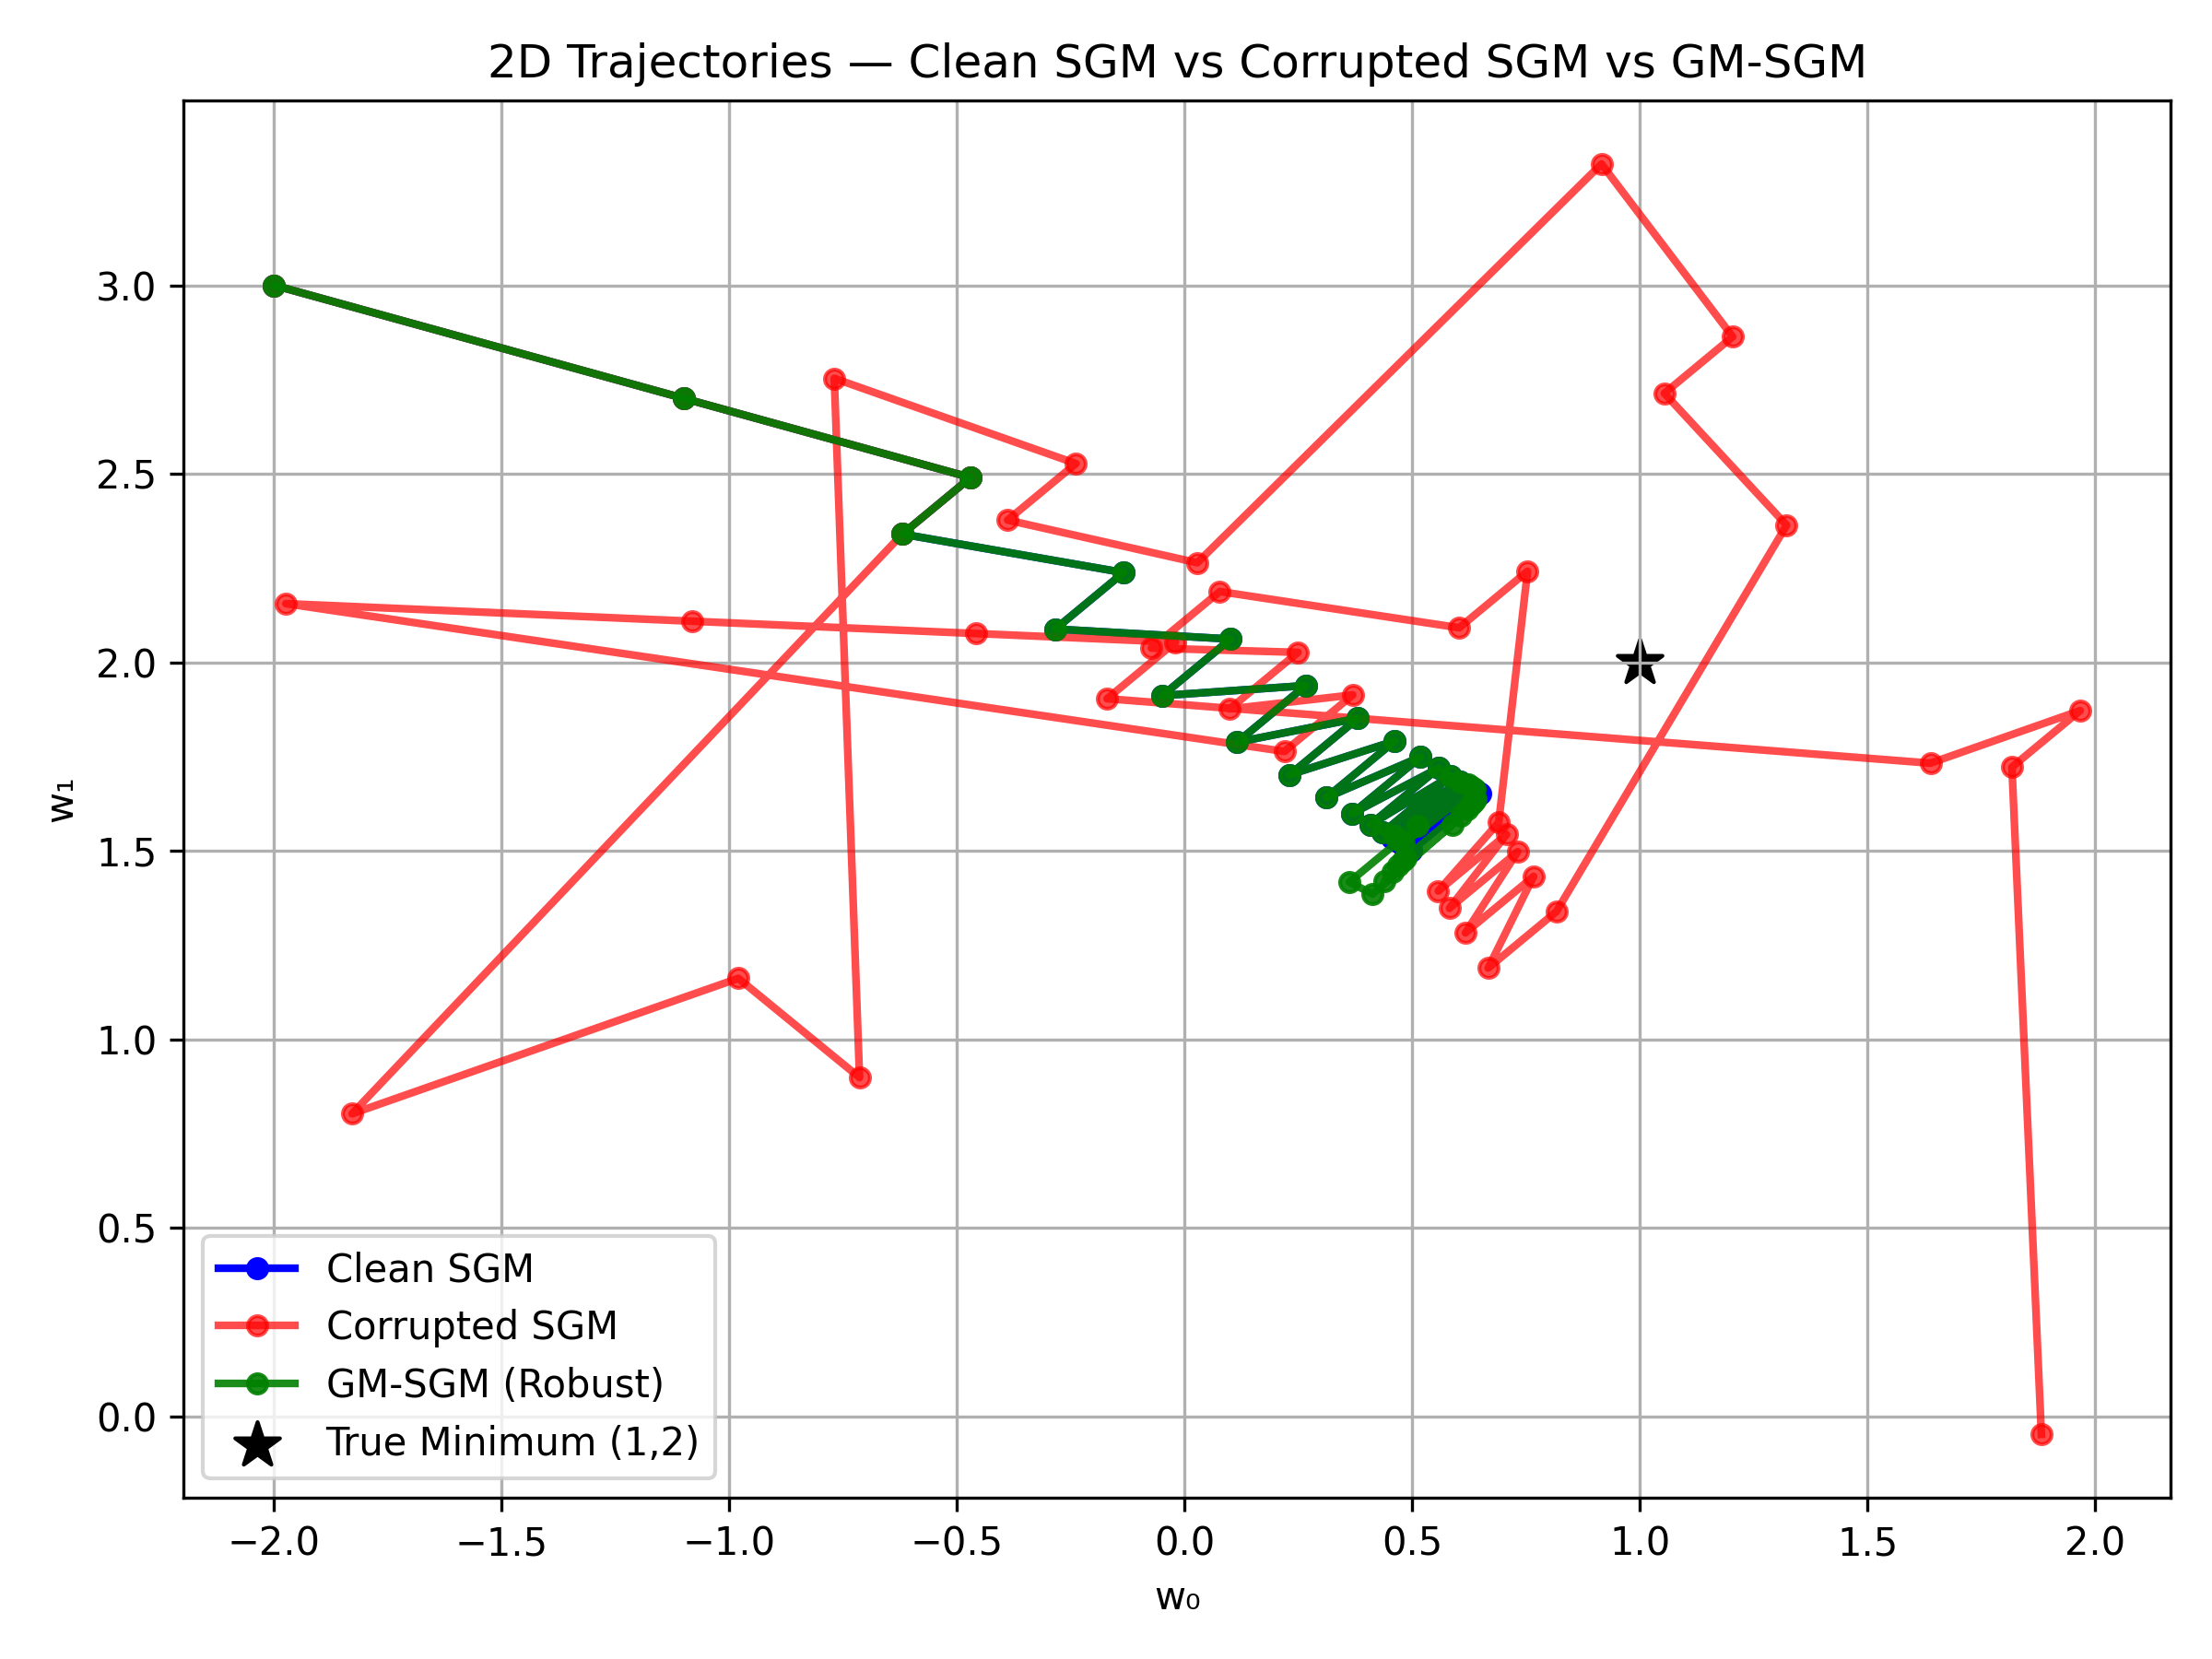 2D Trajectories — Clean SGM vs Corrupted SGM vs GM-SGM
3.0
2.5
2.0
1.5
1.0
0.5
0.0
w₁
Clean SGM
Corrupted SGM
GM-SGM (Robust)
True Minimum (1,2)
−2.0 −1.5 −1.0 −0.5 0.0 0.5 1.0 1.5 2.0
w₀